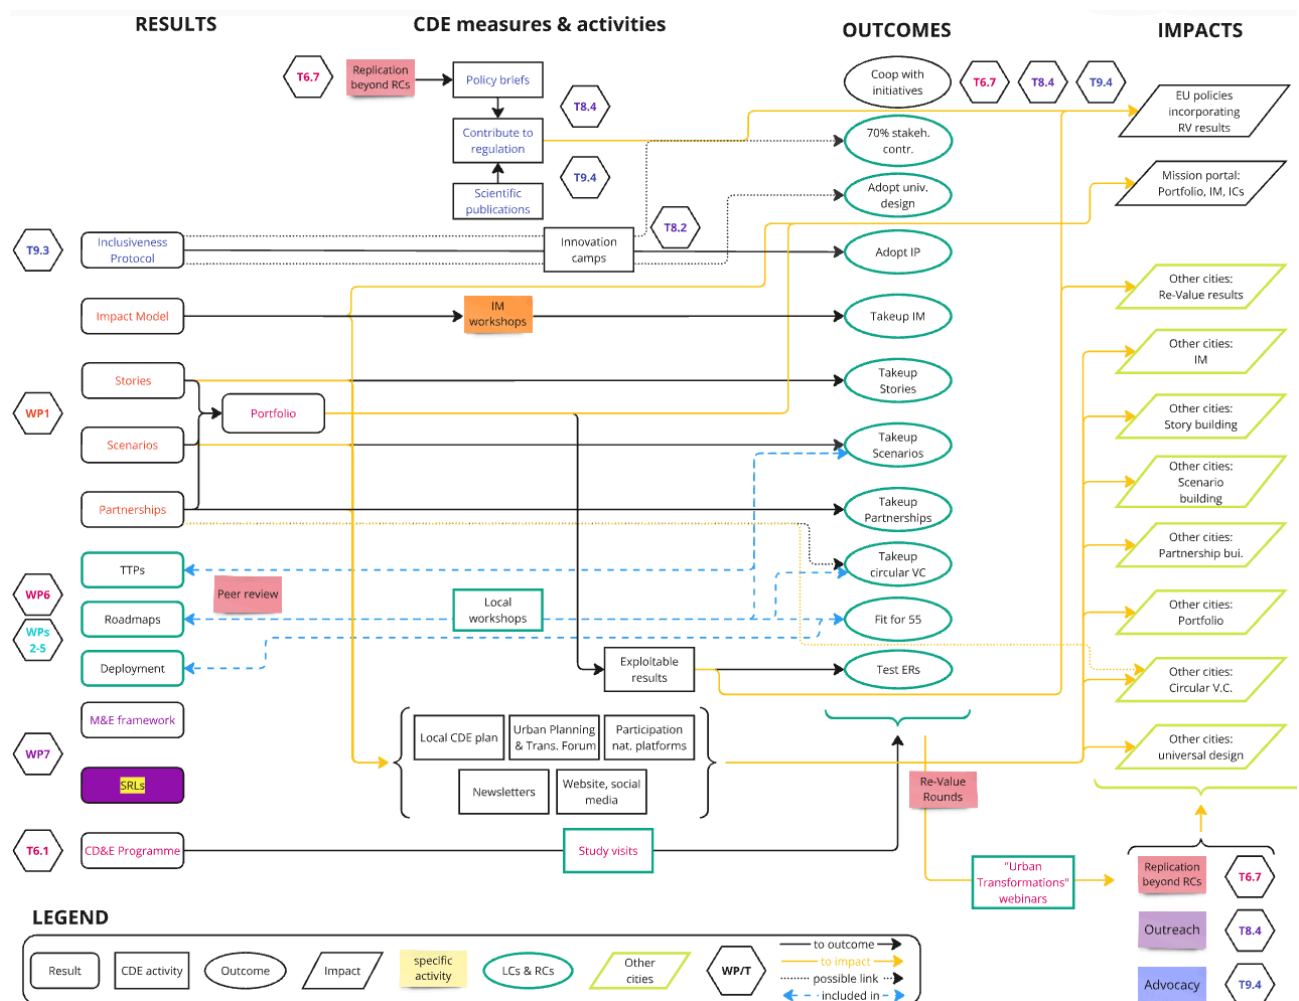 RESULTS
CDE measures & activities
OUTCOMES
IMPACTS
T6.7
Replication
beyond RCs
Policy briefs
T8.4
Contribute to
regulation
T9.4
Scientific
publications
Coop with
initiatives
T6.7
T8.4
T9.4
EU policies
incorporating
RV results
70% stakeh.
contr.
Mission portal:
Portfolio, IM, ICs
Adopt univ.
design
T8.2
T9.3
Inclusiveness
Protocol
Innovation
camps
Adopt IP
Other cities:
Re-Value results
Impact Model
IM
workshops
Takeup IM
Other cities:
IM
Stories
Takeup
Stories
WP1
Portfolio
Other cities:
Story building
Scenarios
Takeup
Scenarios
Other cities:
Scenario
building
Partnerships
Takeup
Partnerships
Other cities:
Partnership bui.
TTPs
Takeup
circular VC
WP6
Peer review
Other cities:
Portfolio
Roadmaps
Local
workshops
Fit for 55
WPs
2-5
Deployment
Exploitable
results
Test ERs
Other cities:
Circular V.C.
M&E framework
Local CDE plan
Urban Planning
& Trans. Forum
Participation
nat. platforms
Other cities:
universal design
WP7
SRLs
Newsletters
Website, social
media
Re-Value
Rounds
T6.1
CD&E Programme
Study visits
"Urban
Transformations"
webinars
Replication
beyond RCs
T6.7
Outreach
T8.4
Advocacy
T9.4
LEGEND
Result
CDE activity
Outcome
Impact
specific
activity
LCs & RCs
Other
cities
WP/T
to outcome
to impact
possible link
included in